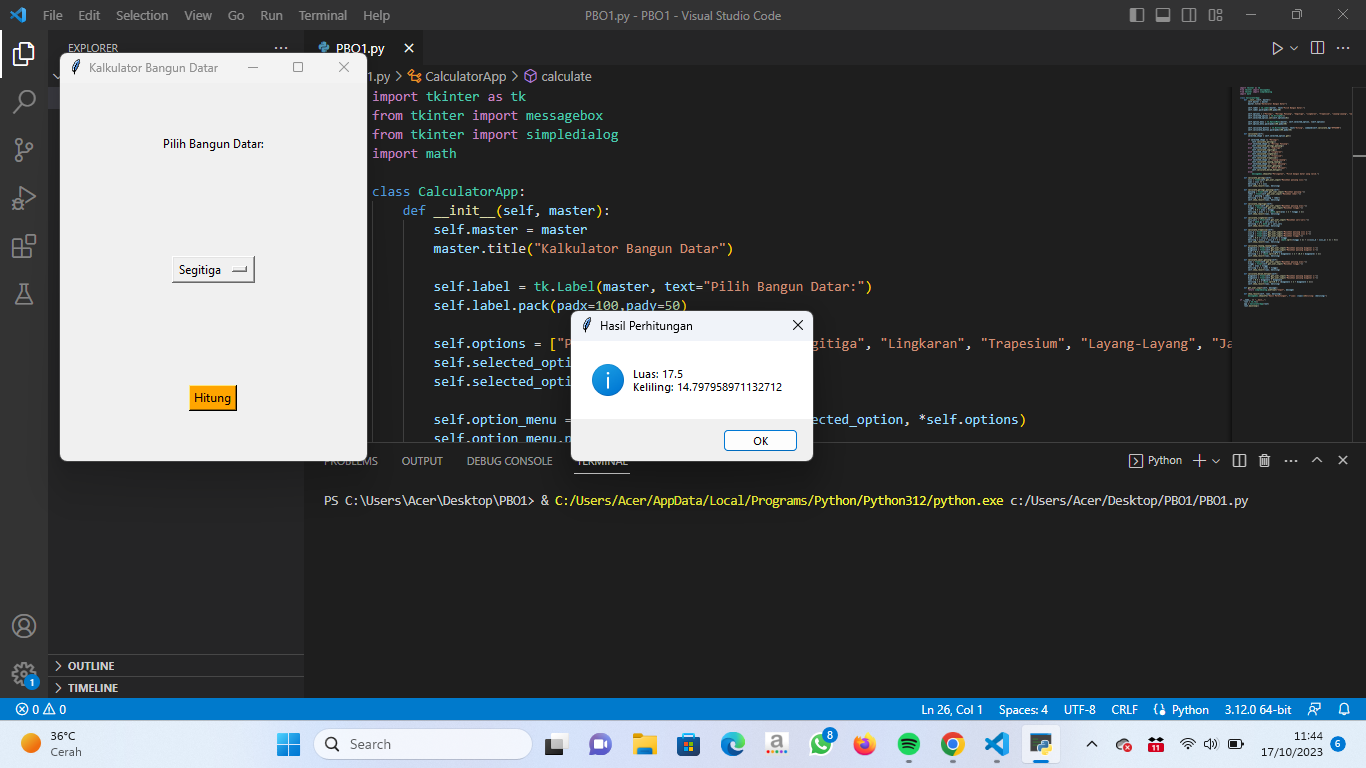 File Edit Selection View Go Run Terminal Help
PBO1.py - PBO1 - Visual Studio Code
EXPLORER
PBO1.py
1.py > CalculatorApp > calculate
Kalkulator Bangun Datar
Pilih Bangun Datar:
Segitiga
Hitung
import tkinter as tk
from tkinter import messagebox
from tkinter import simpledialog
import math
class CalculatorApp:
def __init__(self, master):
self.master = master
master.title("Kalkulator Bangun Datar")
self.label = tk.Label(master, text="Pilih Bangun Datar:")
self.label.pack(padx=100,pady=50)
self.options = ["P gitiga", "Lingkaran", "Trapesium", "Layang-Layang", "Ja
self.selected_opti
self.selected_opti
self.option_menu = ected_option, *self.options)
self.option_menu.p
Hasil Perhitungan
Luas: 17.5
Keliling: 14.797958971132712
OK
PROBLEMS OUTPUT DEBUG CONSOLE TERMINAL
Python
PS C:\Users\Acer\Desktop\PBO1> & C:/Users/Acer/AppData/Local/Programs/Python/Python312/python.exe c:/Users/Acer/Desktop/PBO1/PBO1.py
OUTLINE
TIMELINE
1
0 0
Ln 26, Col 1 Spaces: 4 UTF-8 CRLF Python 3.12.0 64-bit
36°C
Cerah
Search
a
8
11
11:44
17/10/2023
6